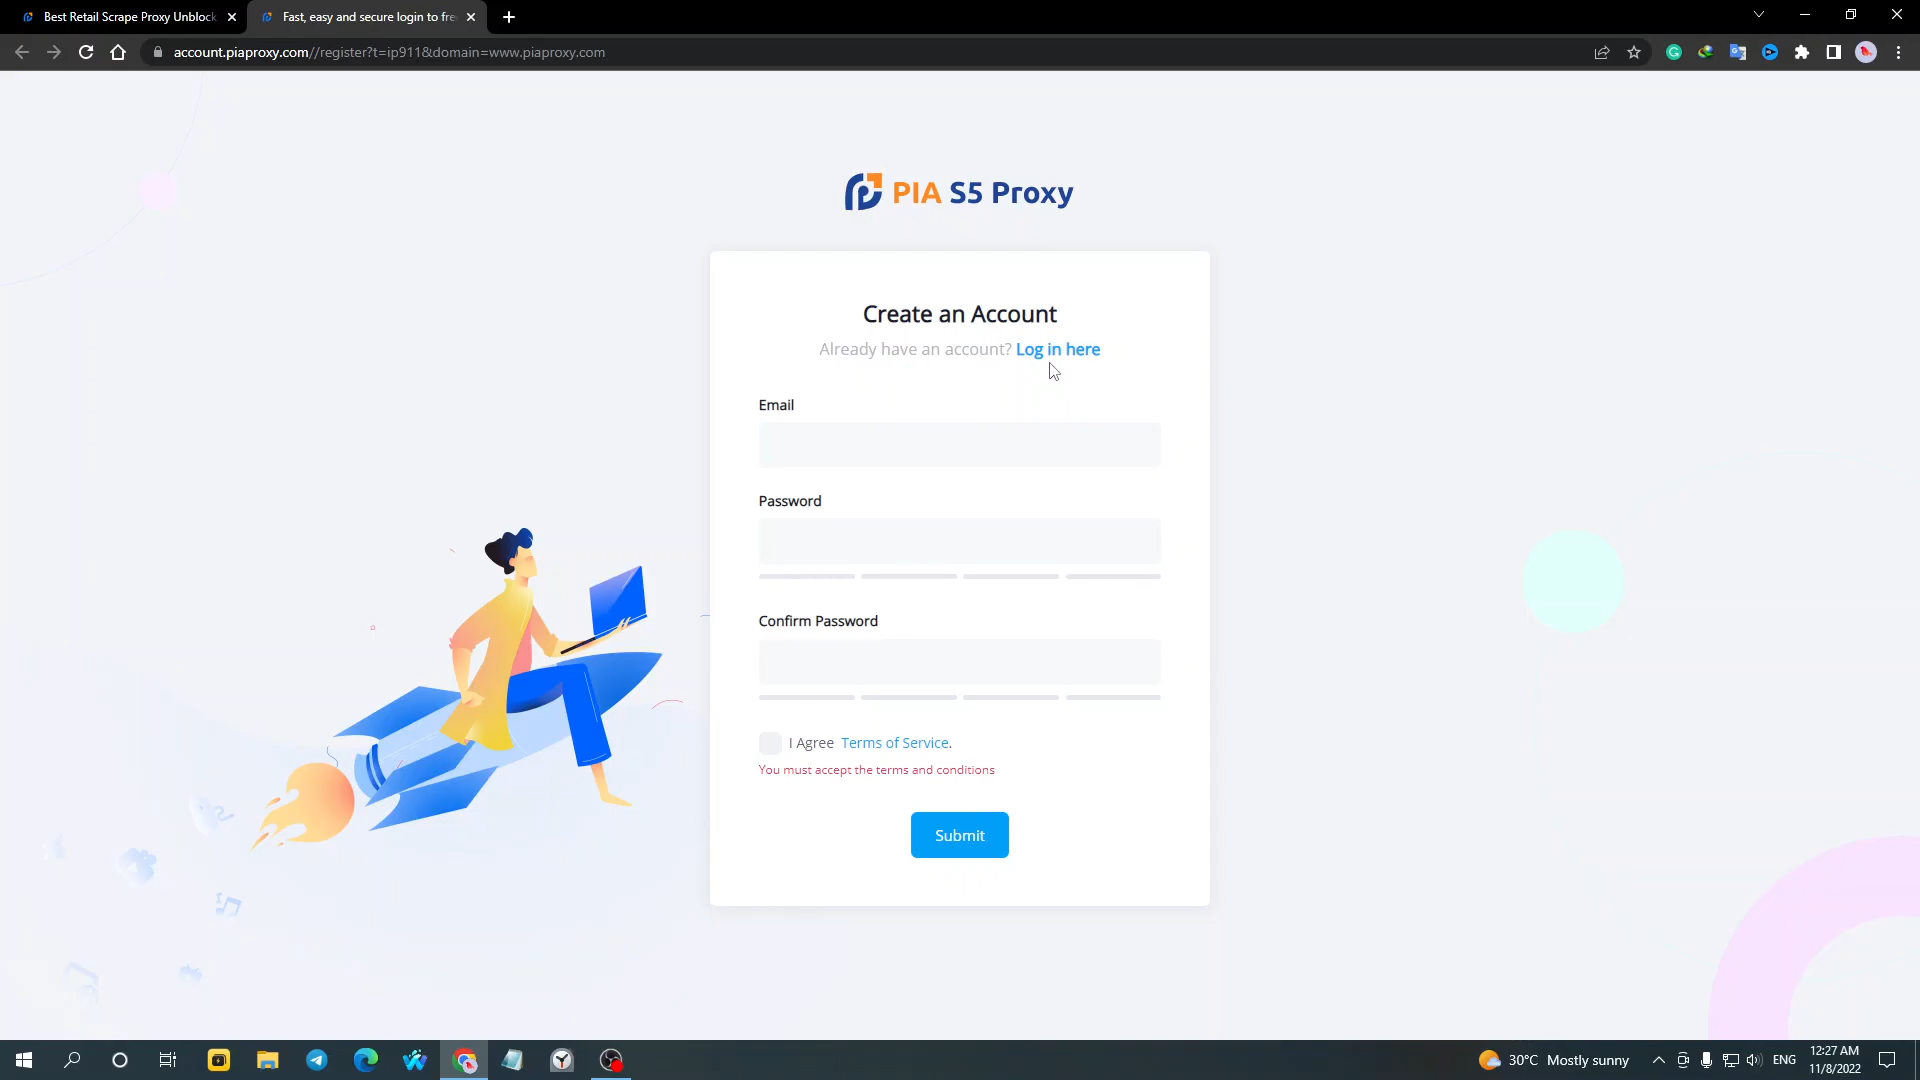 Best Retail Scrape Proxy Unblock
Fast, easy and secure login to fre
account.piaproxy.com//register?t=ip911&domain=www.piaproxy.com
PIA S5 Proxy
Create an Account
Already have an account? Log in here
Email
Password
Confirm Password
I Agree Terms of Service.
You must accept the terms and conditions
Submit
30°C Mostly sunny
ENG
12:27 AM
11/8/2022